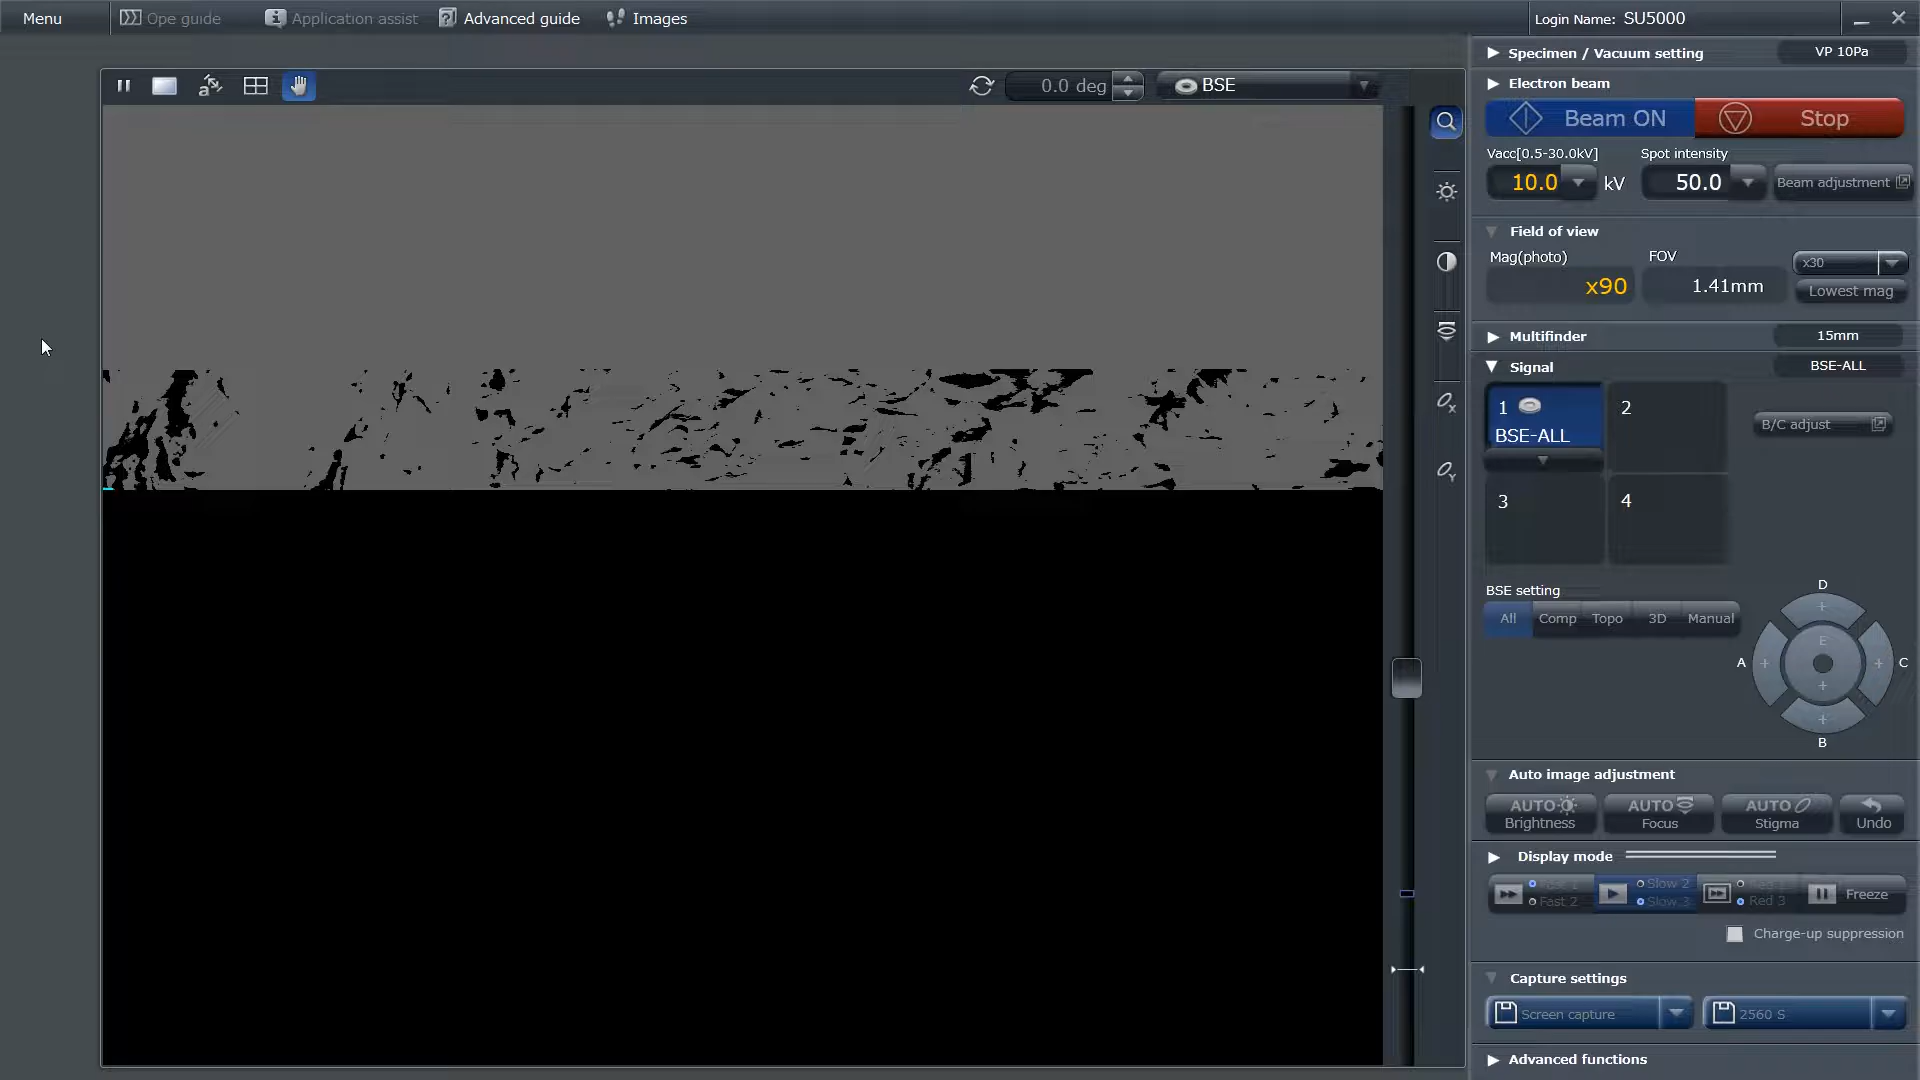 Menu
Ope guide
Application assist
Advanced guide
Images
Login Name: SU5000
Specimen / Vacuum setting
VP 10Pa
0.0 deg
BSE
Electron beam
Beam ON
Stop
Vacc[0.5-30.0kV]
Spot intensity
10.0
kV
50.0
Beam adjustment
Field of view
Mag(photo)
FOV
x30
x90
1.41mm
Lowest mag
Multifinder
15mm
Signal
BSE-ALL
1
BSE-ALL
2
B/C adjust
3
4
BSE setting
All
Comp
Topo
3D
Manual
D
E
A
C
B
Auto image adjustment
AUTO
Brightness
AUTO
Focus
AUTO
Stigma
Undo
Display mode
Fast 2
Slow 2
Slow 3
Red 3
Freeze
Charge-up suppression
Capture settings
Screen capture
2560 S
Advanced functions